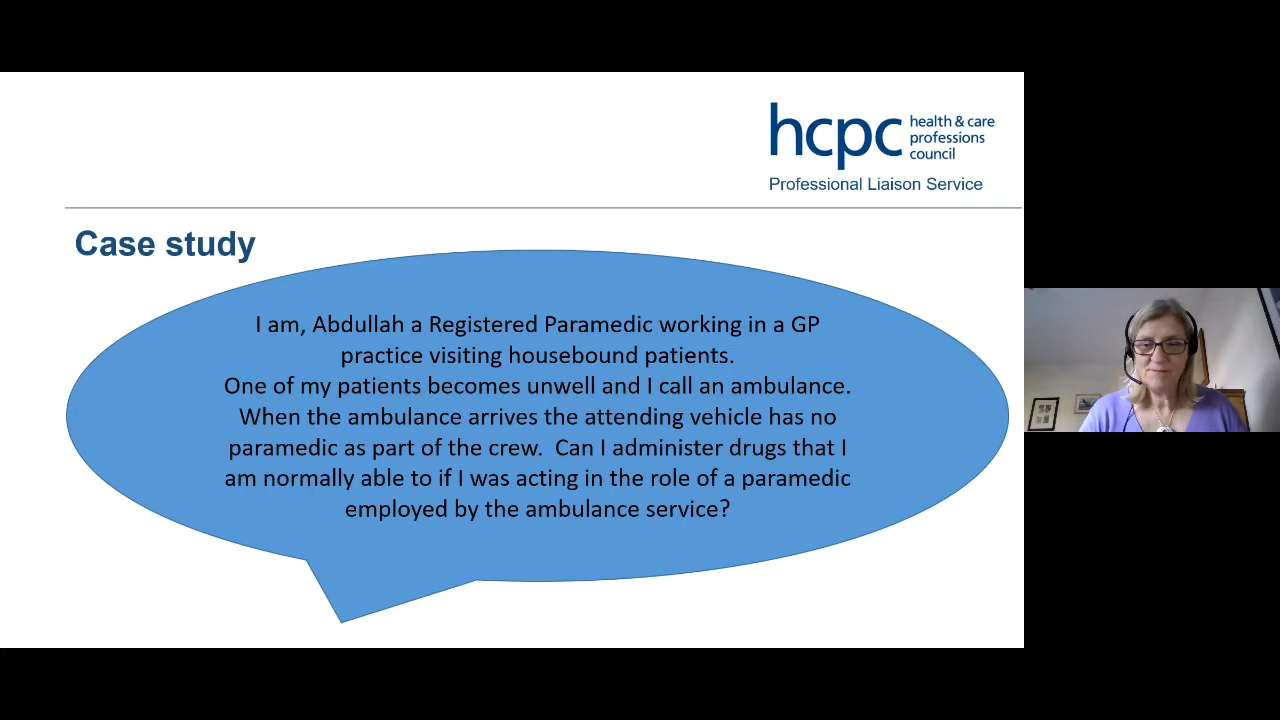 hcpc
health & care
professions
council
Professional Liaison Service
Case study
I am, Abdullah a Registered Paramedic working in a GP
practice visiting housebound patients.
One of my patients becomes unwell and I call an ambulance.
When the ambulance arrives the attending vehicle has no
paramedic as part of the crew.  Can I administer drugs that I
am normally able to if I was acting in the role of a paramedic
employed by the ambulance service?